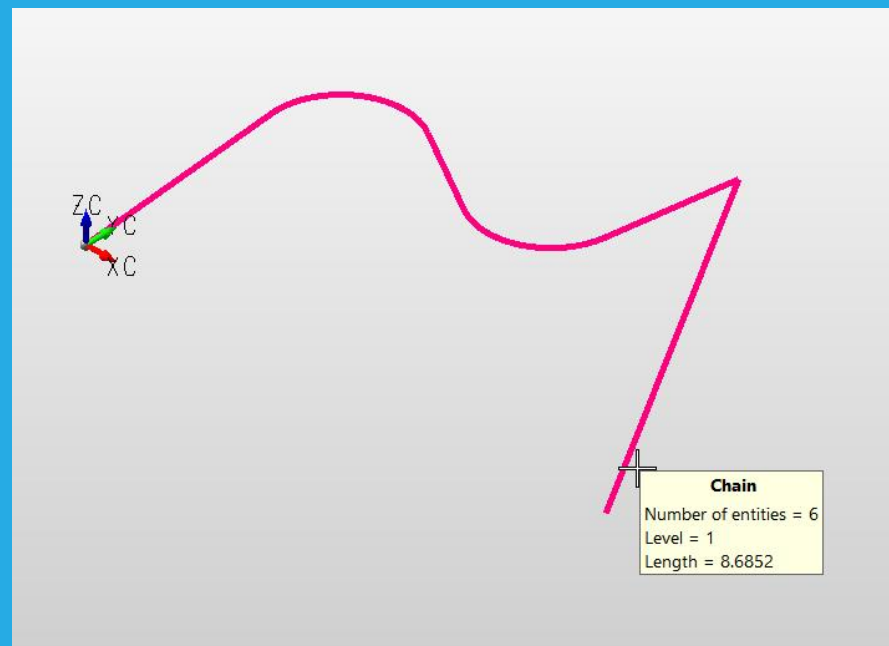 ZC
YC
XC
Chain
Number of entities = 6
Level = 1
Length = 8.6852